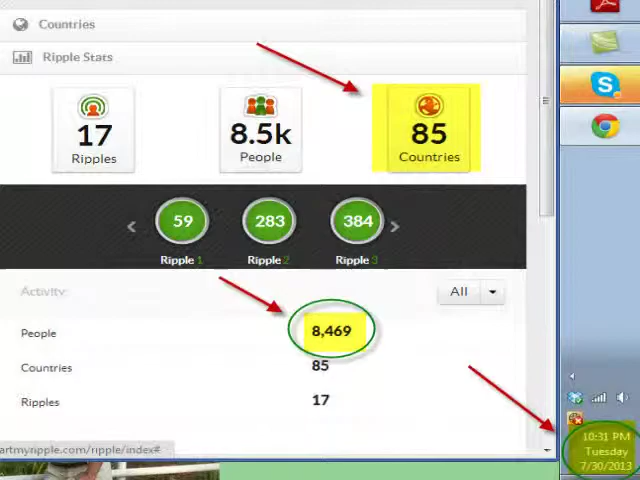 Countries
Ripple Stats
17
Ripples
8.5k
People
85
Countries
59
283
384
Ripple 1
Ripple 2
Ripple 3
Activity:
All
People
8,469
Countries
85
Ripples
17
artmyripple.com/ripple/index#
10:31 PM
Tuesday
7/30/2013